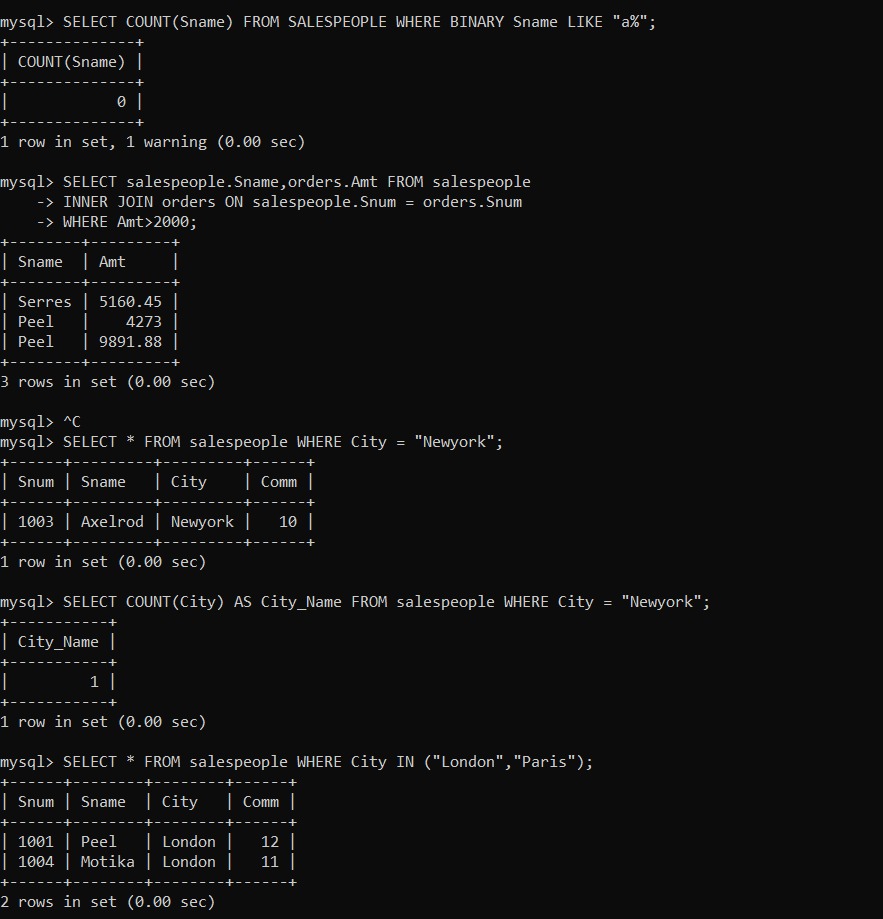 mysql> SELECT COUNT(Sname) FROM SALESPEOPLE WHERE BINARY Sname LIKE "a%";
+--------------+
| COUNT(Sname) |
+--------------+
|            0 |
+--------------+
1 row in set, 1 warning (0.00 sec)

mysql> SELECT salespeople.Sname,orders.Amt FROM salespeople
    -> INNER JOIN orders ON salespeople.Snum = orders.Snum
    -> WHERE Amt>2000;
+--------+---------+
| Sname  | Amt     |
+--------+---------+
| Serres | 5160.45 |
| Peel   |    4273 |
| Peel   | 9891.88 |
+--------+---------+
3 rows in set (0.00 sec)

mysql> ^C
mysql> SELECT * FROM salespeople WHERE City = "Newyork";
+------+---------+---------+------+
| Snum | Sname   | City    | Comm |
+------+---------+---------+------+
| 1003 | Axelrod | Newyork |   10 |
+------+---------+---------+------+
1 row in set (0.00 sec)

mysql> SELECT COUNT(City) AS City_Name FROM salespeople WHERE City = "Newyork";
+-----------+
| City_Name |
+-----------+
|         1 |
+-----------+
1 row in set (0.00 sec)

mysql> SELECT * FROM salespeople WHERE City IN ("London","Paris");
+------+--------+--------+------+
| Snum | Sname  | City   | Comm |
+------+--------+--------+------+
| 1001 | Peel   | London |   12 |
| 1004 | Motika | London |   11 |
+------+--------+--------+------+
2 rows in set (0.00 sec)